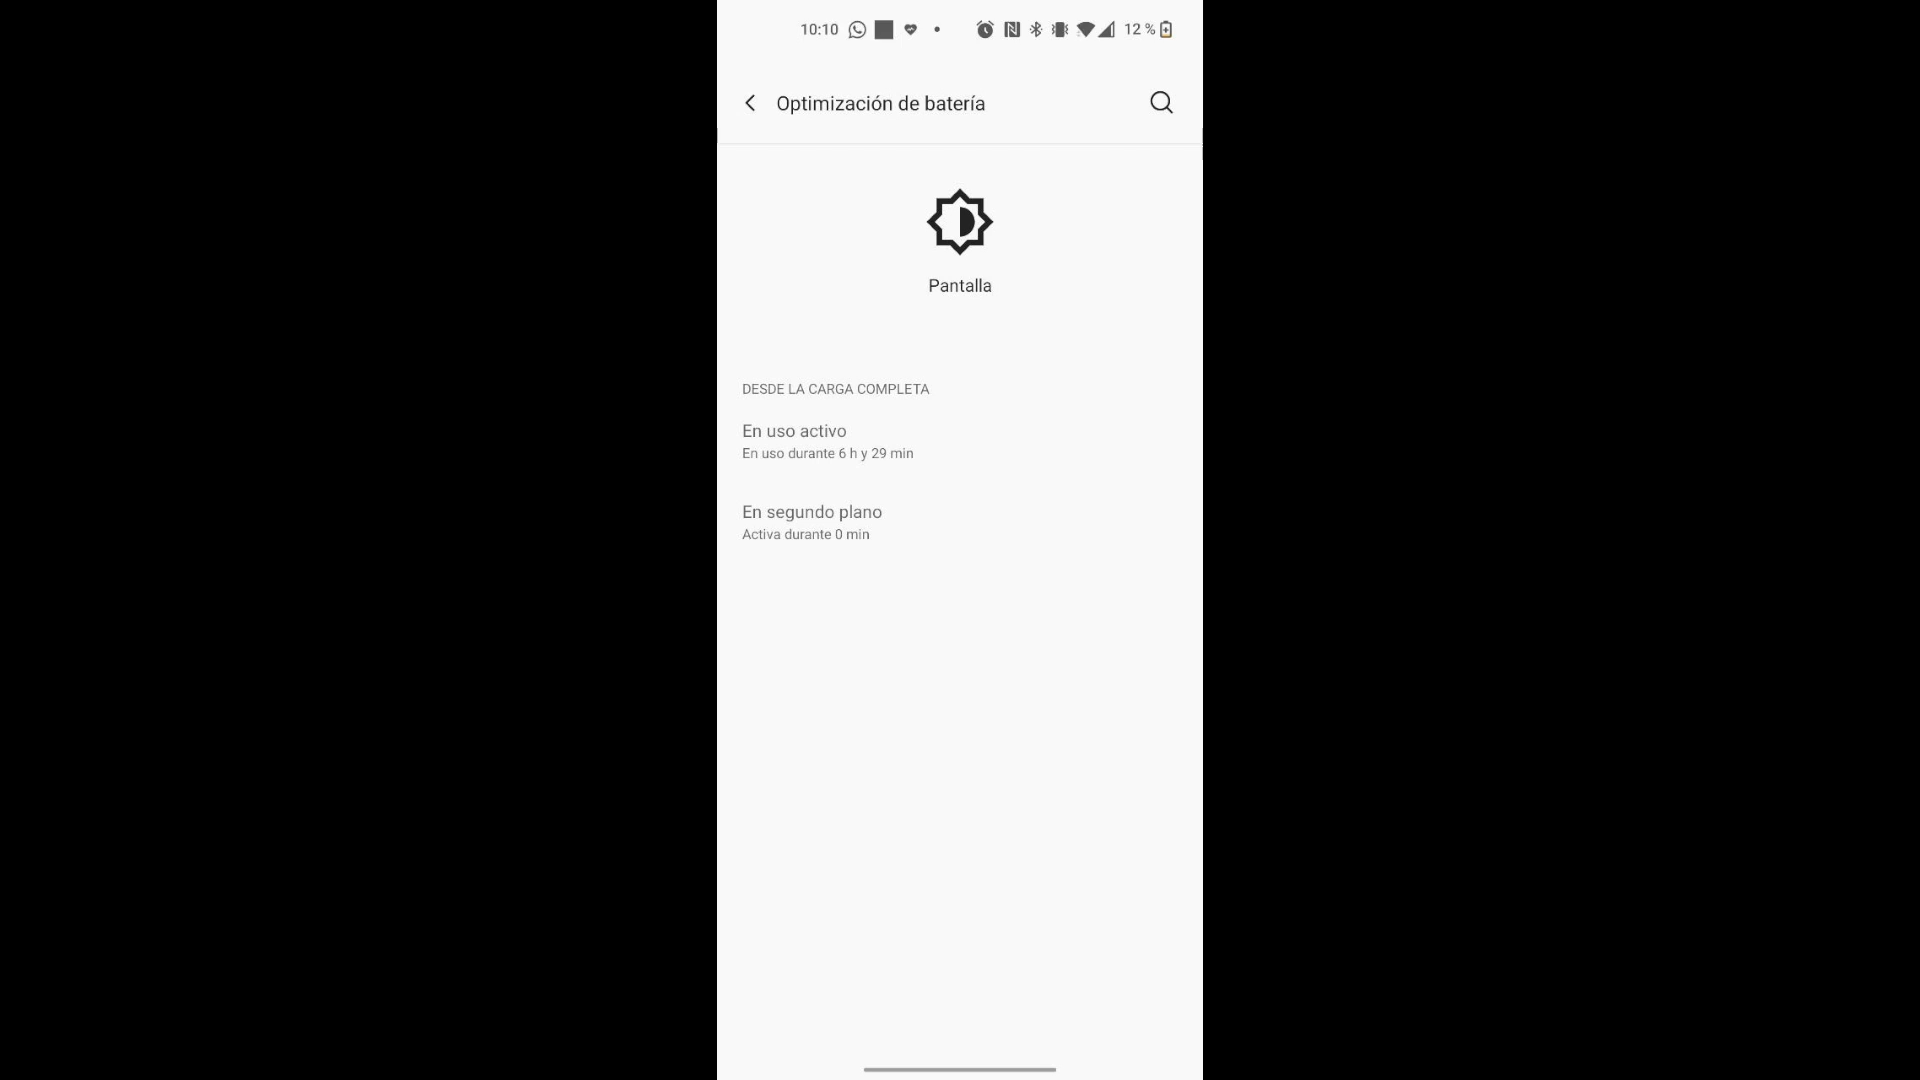 10:10
12 %
Optimización de batería
Pantalla
DESDE LA CARGA COMPLETA
En uso activo
En uso durante 6 h y 29 min
En segundo plano
Activa durante 0 min